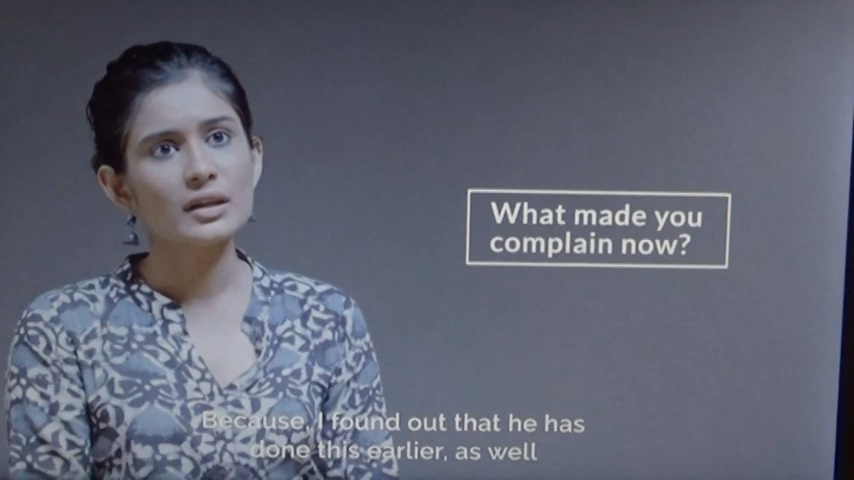 What made you
complain now?
Because, I found out that he has
done this earlier, as well